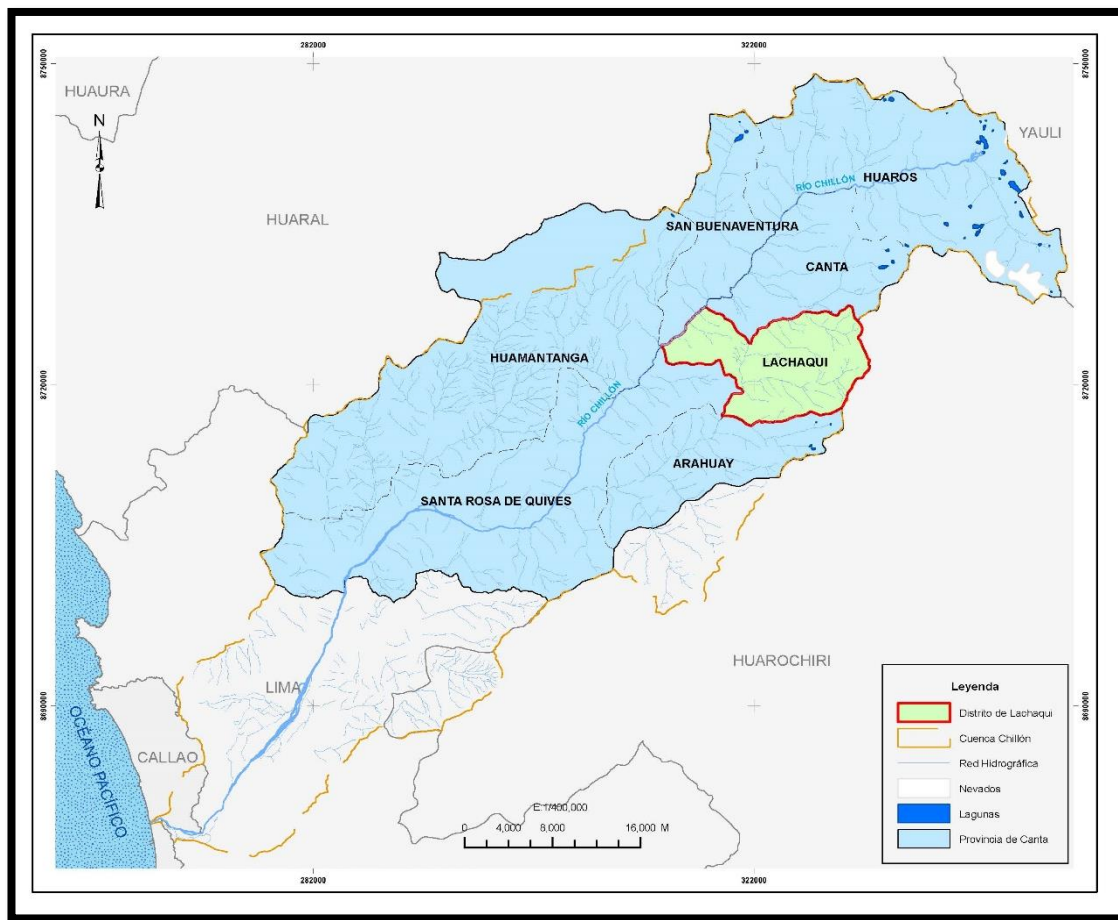 282000
322000
8750000
8750000
HUAURA
N
YAULI
RÍO CHILLÓN
HUAROS
HUARAL
SAN BUENAVENTURA
CANTA
HUAMANTANGA
LACHAQUI
8720000
8720000
RÍO CHILLÓN
ARAHUAY
SANTA ROSA DE QUIVES
HUAROCHIRI
LIMA
8690000
8690000
OCÉANO PACÍFICO
CALLAO
Leyenda
Distrito de Lachaqui
Cuenca Chillón
Red Hidrográfica
Nevados
Lagunas
Provincia de Canta
E:1/400,000
0 4,000 8,000 16,000 M
282000
322000